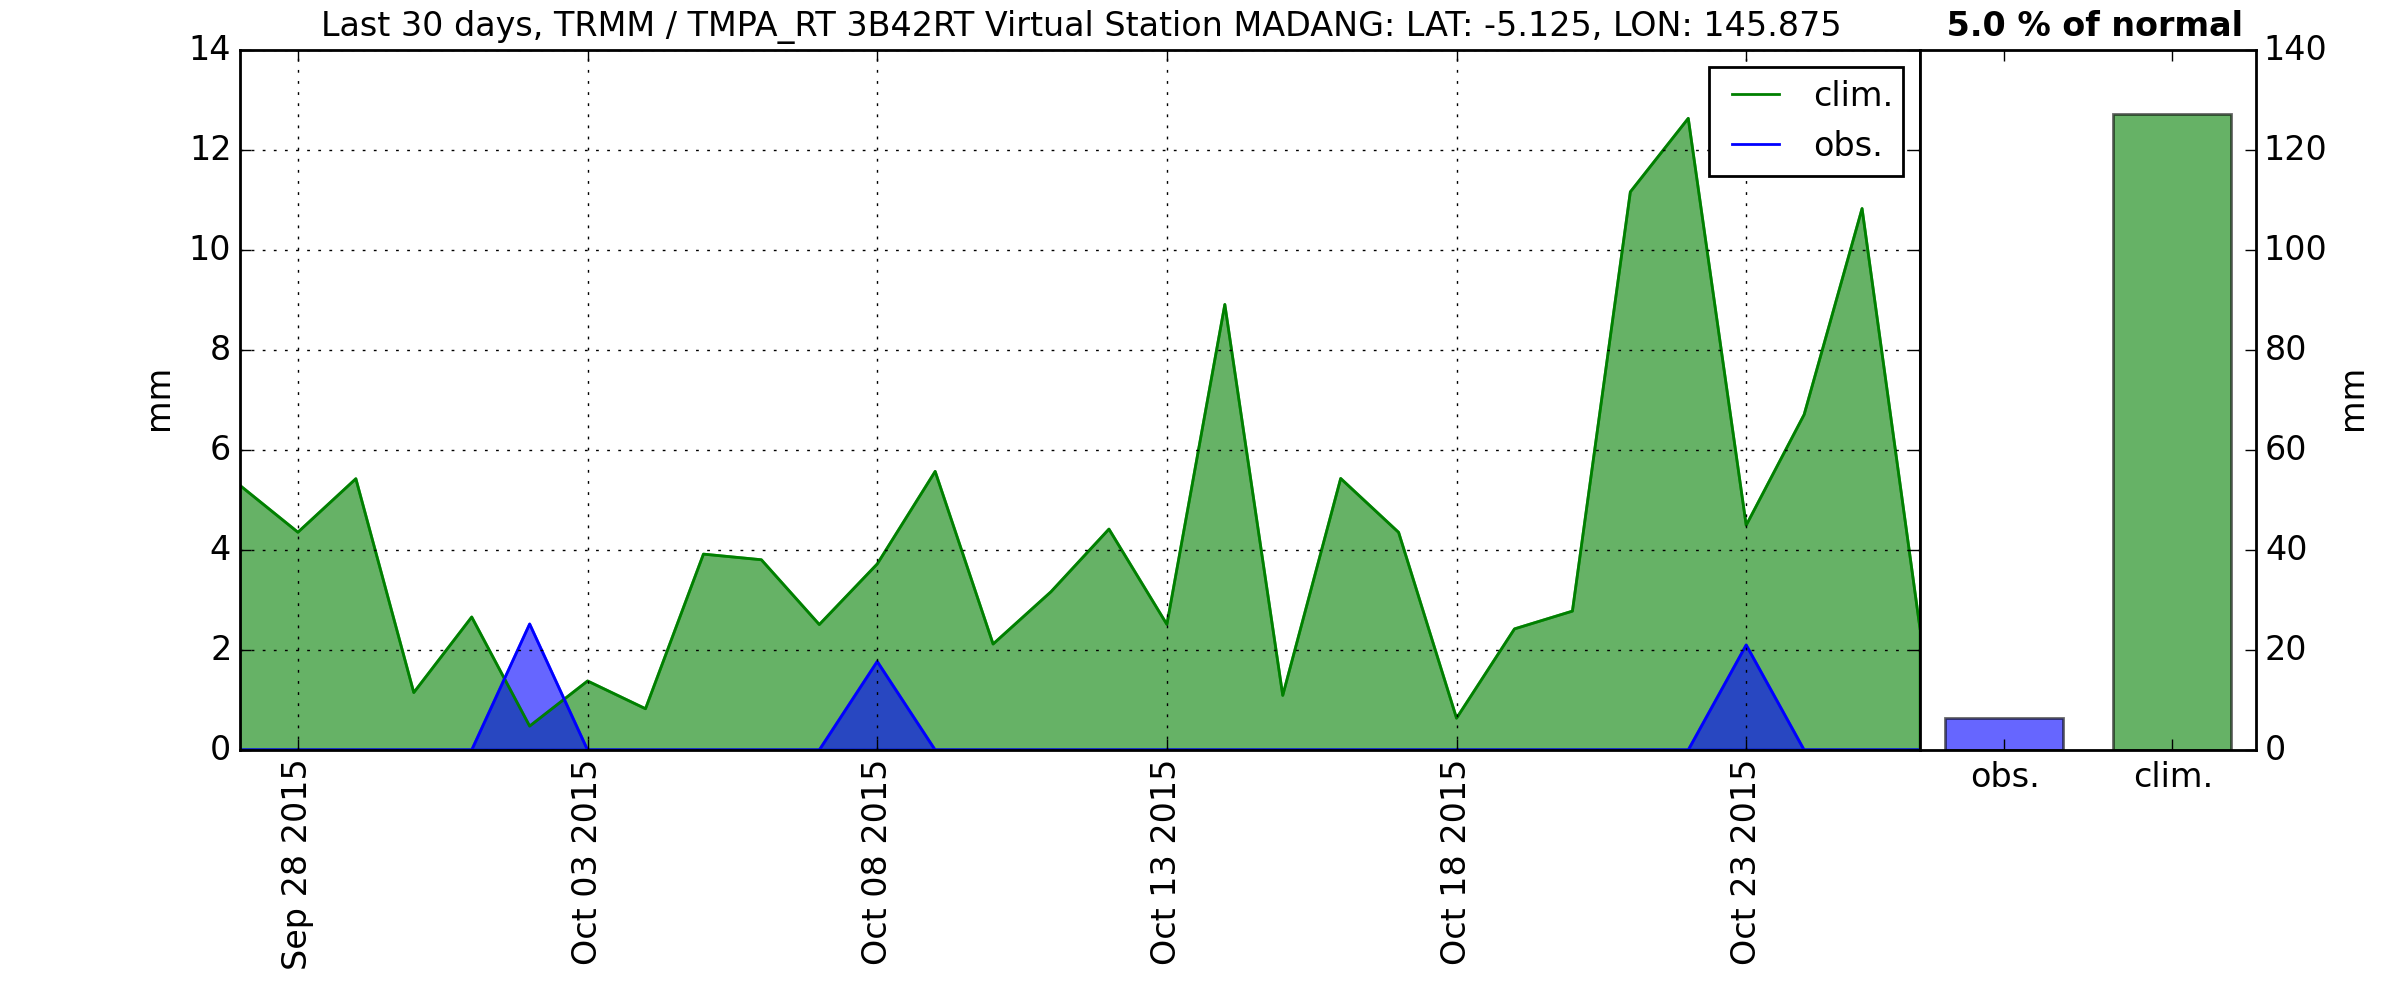 Last 30 days, TRMM / TMPA_RT 3B42RT Virtual Station MADANG: LAT: -5.125, LON: 145.875
5.0 % of normal
14
12
10
8
6
4
2
0
mm
clim.
obs.
140
120
100
80
60
40
20
0
mm
Sep 28 2015
Oct 03 2015
Oct 08 2015
Oct 13 2015
Oct 18 2015
Oct 23 2015
obs.
clim.